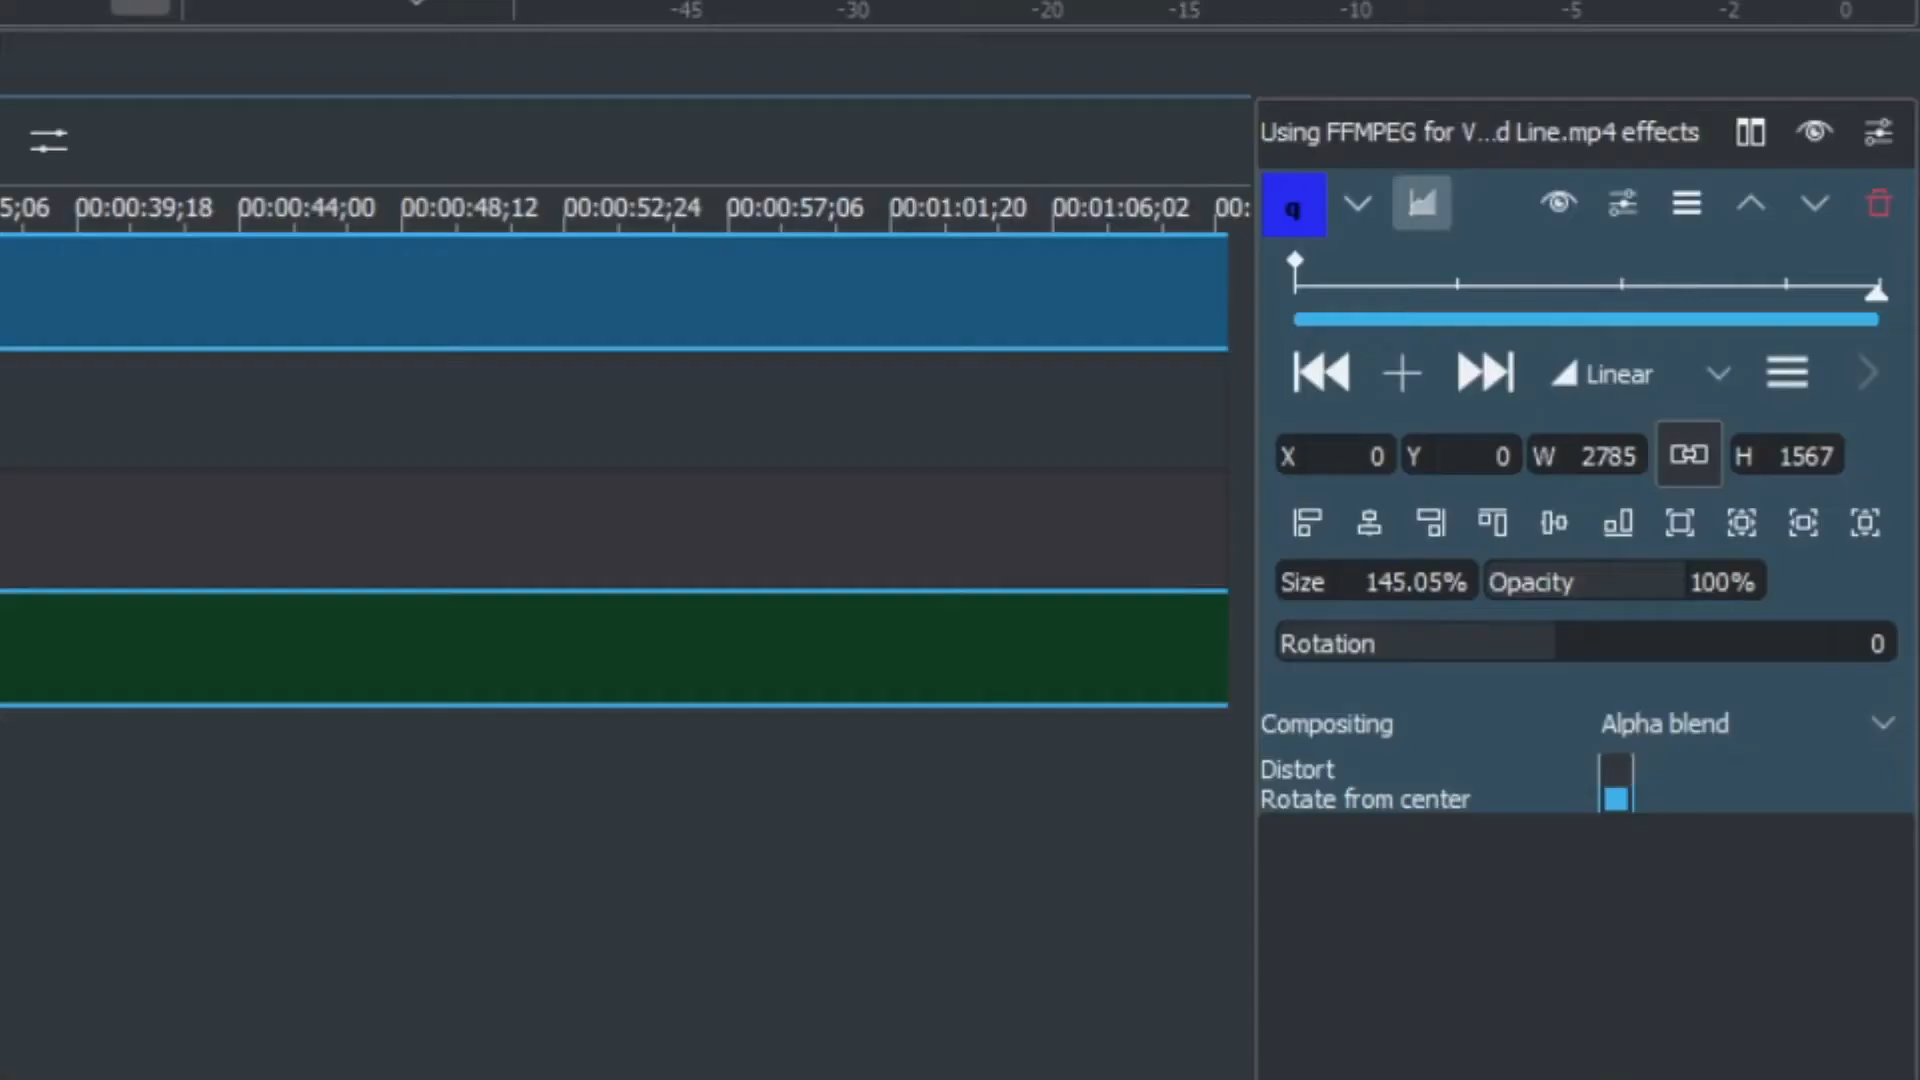 -45 -30 -20 -15 -10 -5 -2 0
Using FFMPEG for V...d Line.mp4 effects
5;06 00:00:39;18 00:00:44;00 00:00:48;12 00:00:52;24 00:00:57;06 00:01:01;20 00:01:06;02 00:
q
Linear
X 0 Y 0 W 2785 H 1567
Size 145.05% Opacity 100%
Rotation 0
Compositing Alpha blend
Distort
Rotate from center